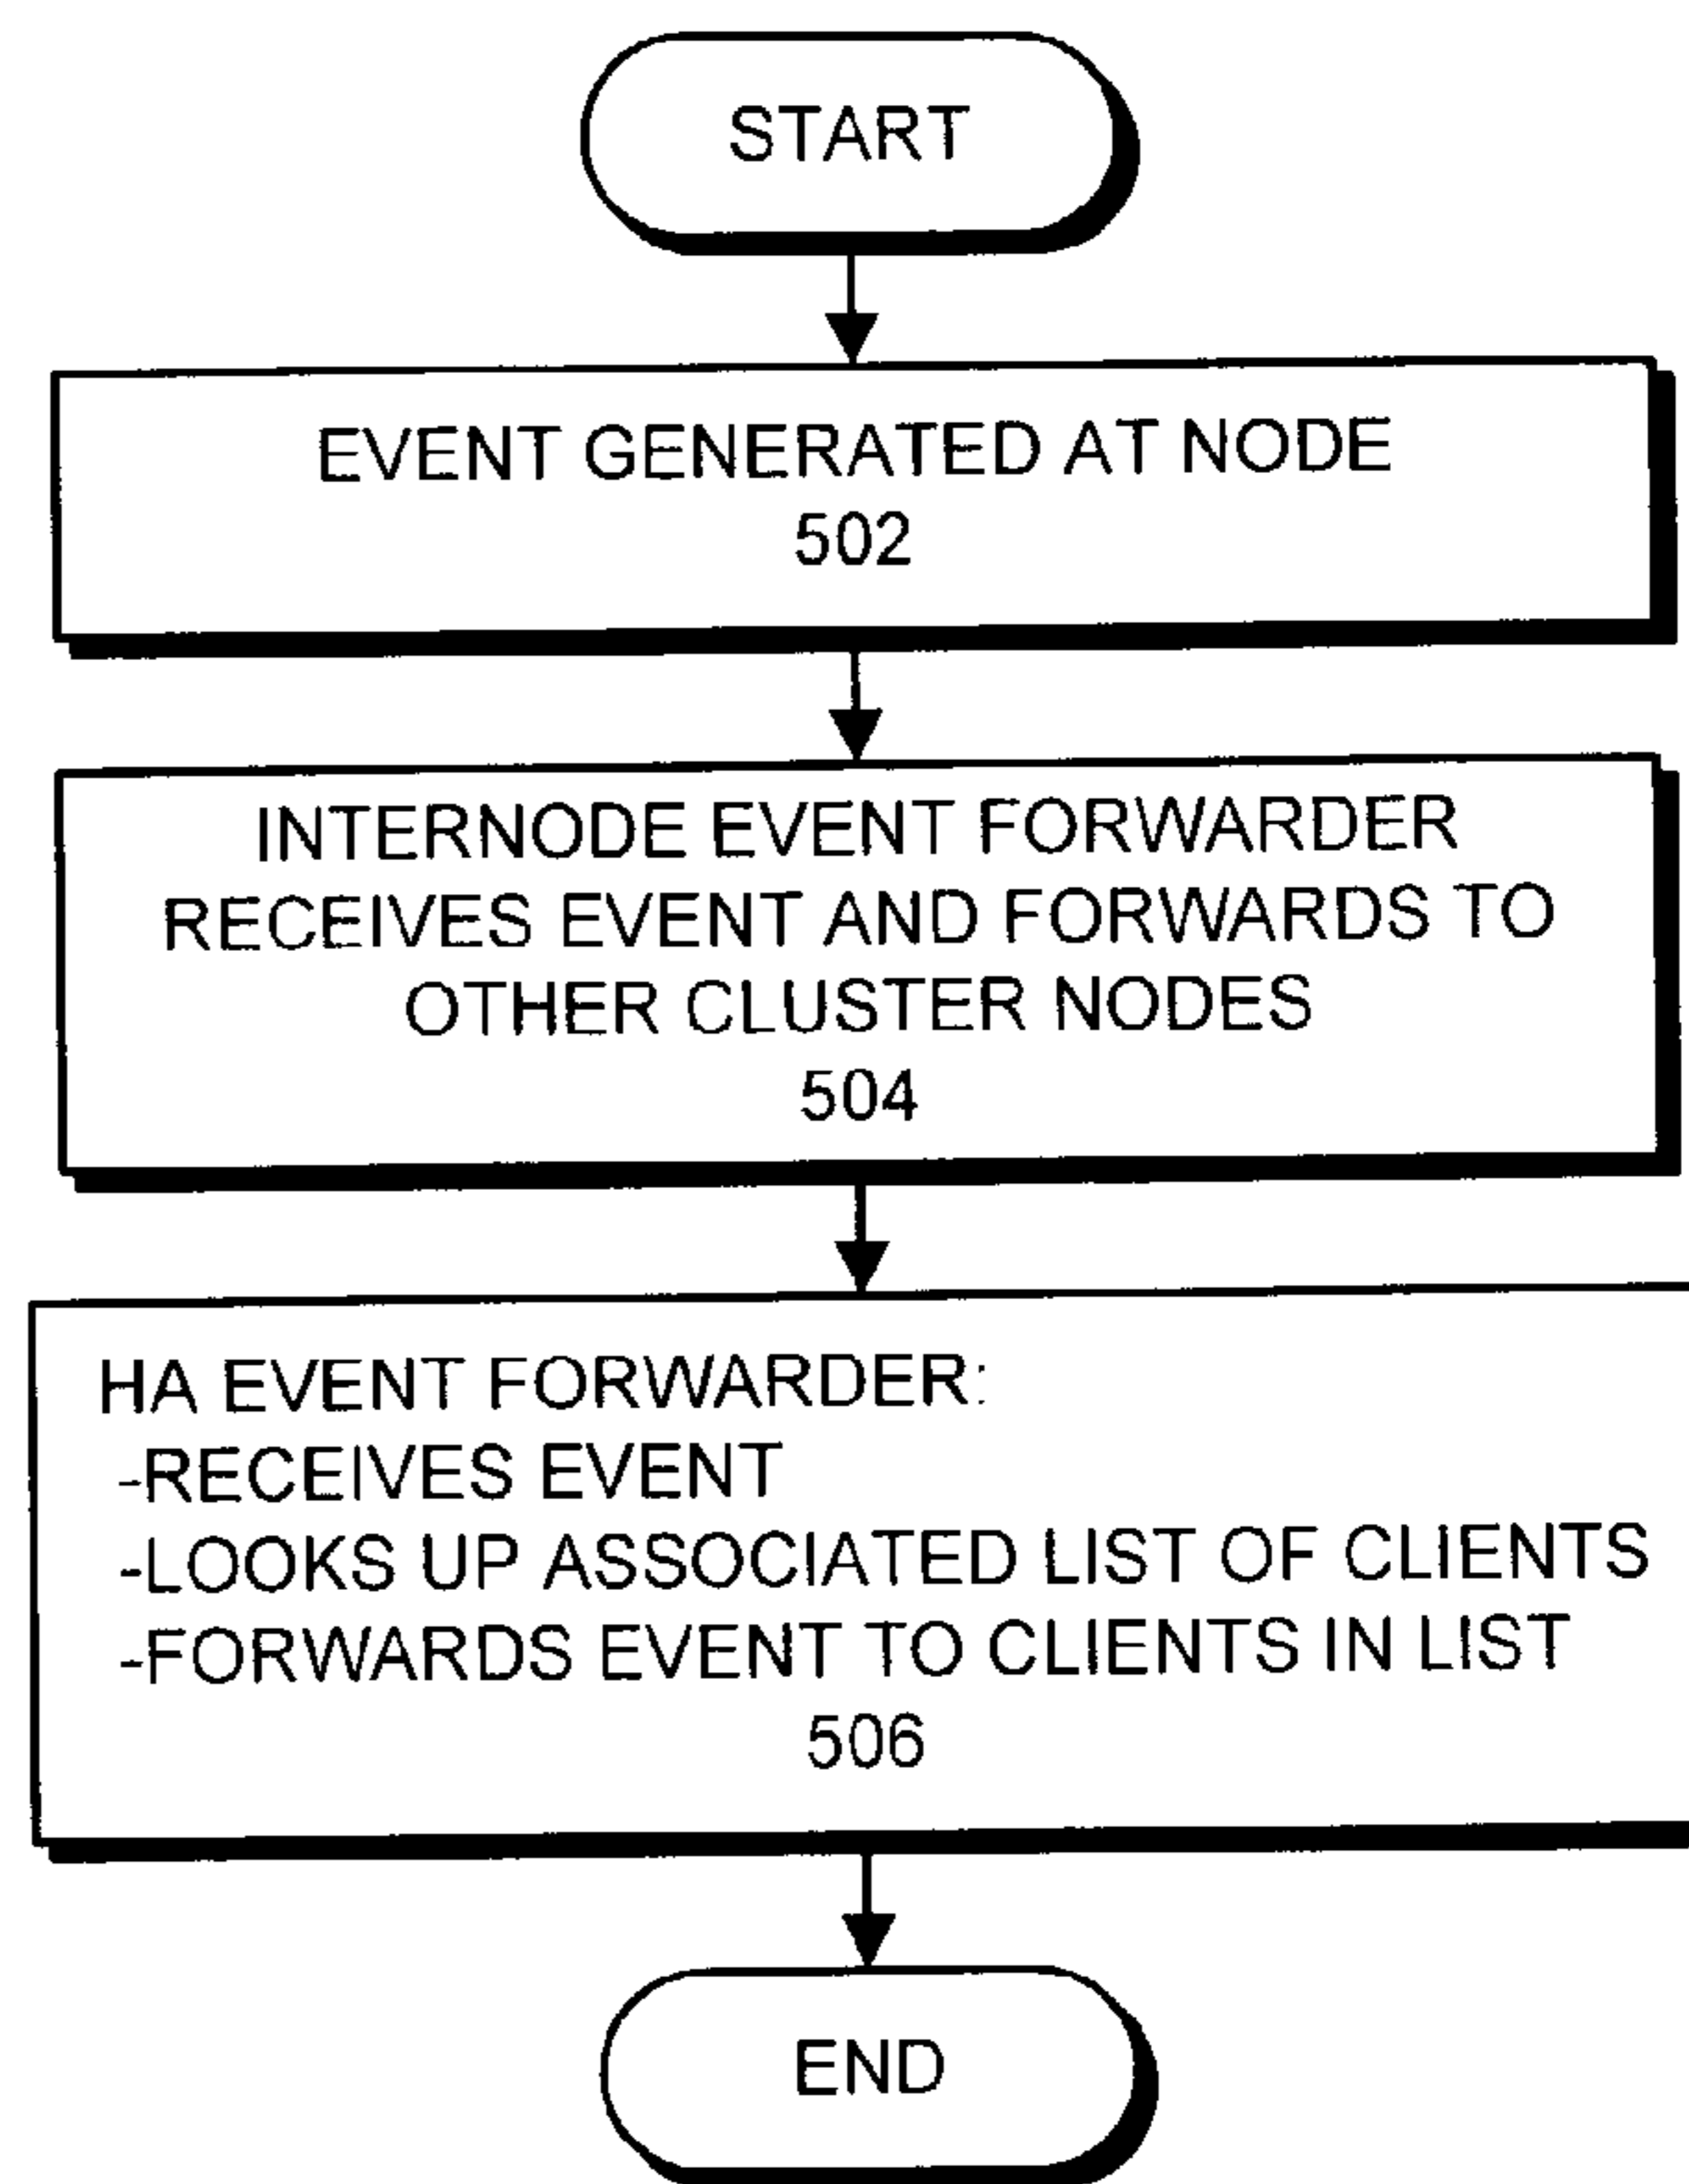 START
EVENT GENERATED AT NODE
502
INTERNODE EVENT FORWARDER
RECEIVES EVENT AND FORWARDS TO
OTHER CLUSTER NODES
504
HA EVENT FORWARDER:
-RECEIVES EVENT
-LOOKS UP ASSOCIATED LIST OF CLIENTS
-FORWARDS EVENT TO CLIENTS IN LIST
506
END